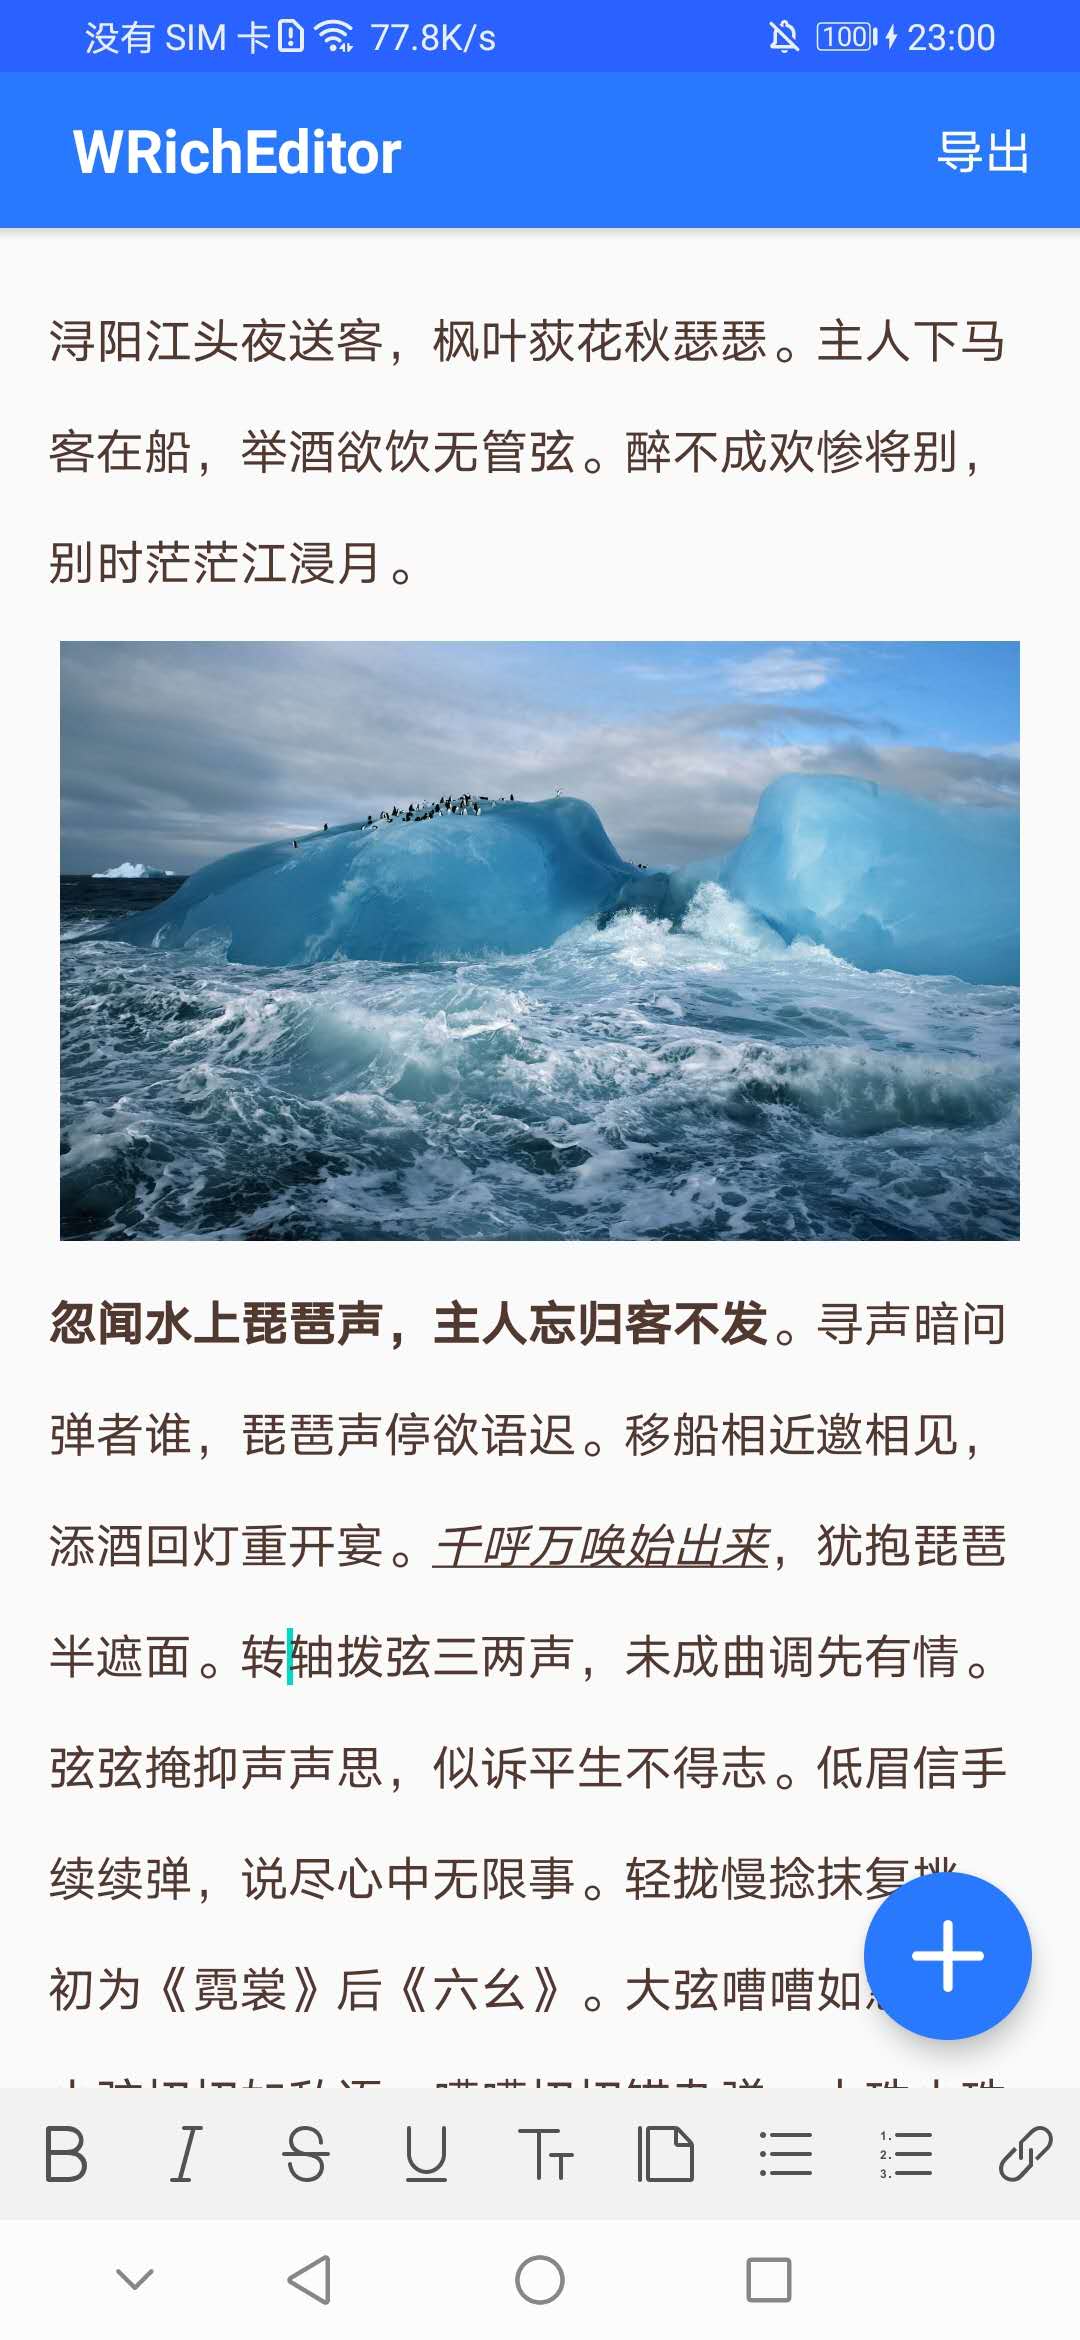 没有 SIM 卡 77.8K/s 100 23:00
WRichEditor 导出
浔阳江头夜送客，枫叶荻花秋瑟瑟。主人下马
客在船，举酒欲饮无管弦。醉不成欢惨将别，
别时茫茫江浸月。
忽闻水上琵琶声，主人忘归客不发。寻声暗问
弹者谁，琵琶声停欲语迟。移船相近邀相见，
添酒回灯重开宴。千呼万唤始出来，犹抱琵琶
半遮面。转轴拨弦三两声，未成曲调先有情。
弦弦掩抑声声思，似诉平生不得志。低眉信手
续续弹，说尽心中无限事。轻拢慢捻抹复
初为《霓裳》后《六幺》。大弦嘈嘈如
B I S U TT 1. 2. 3.